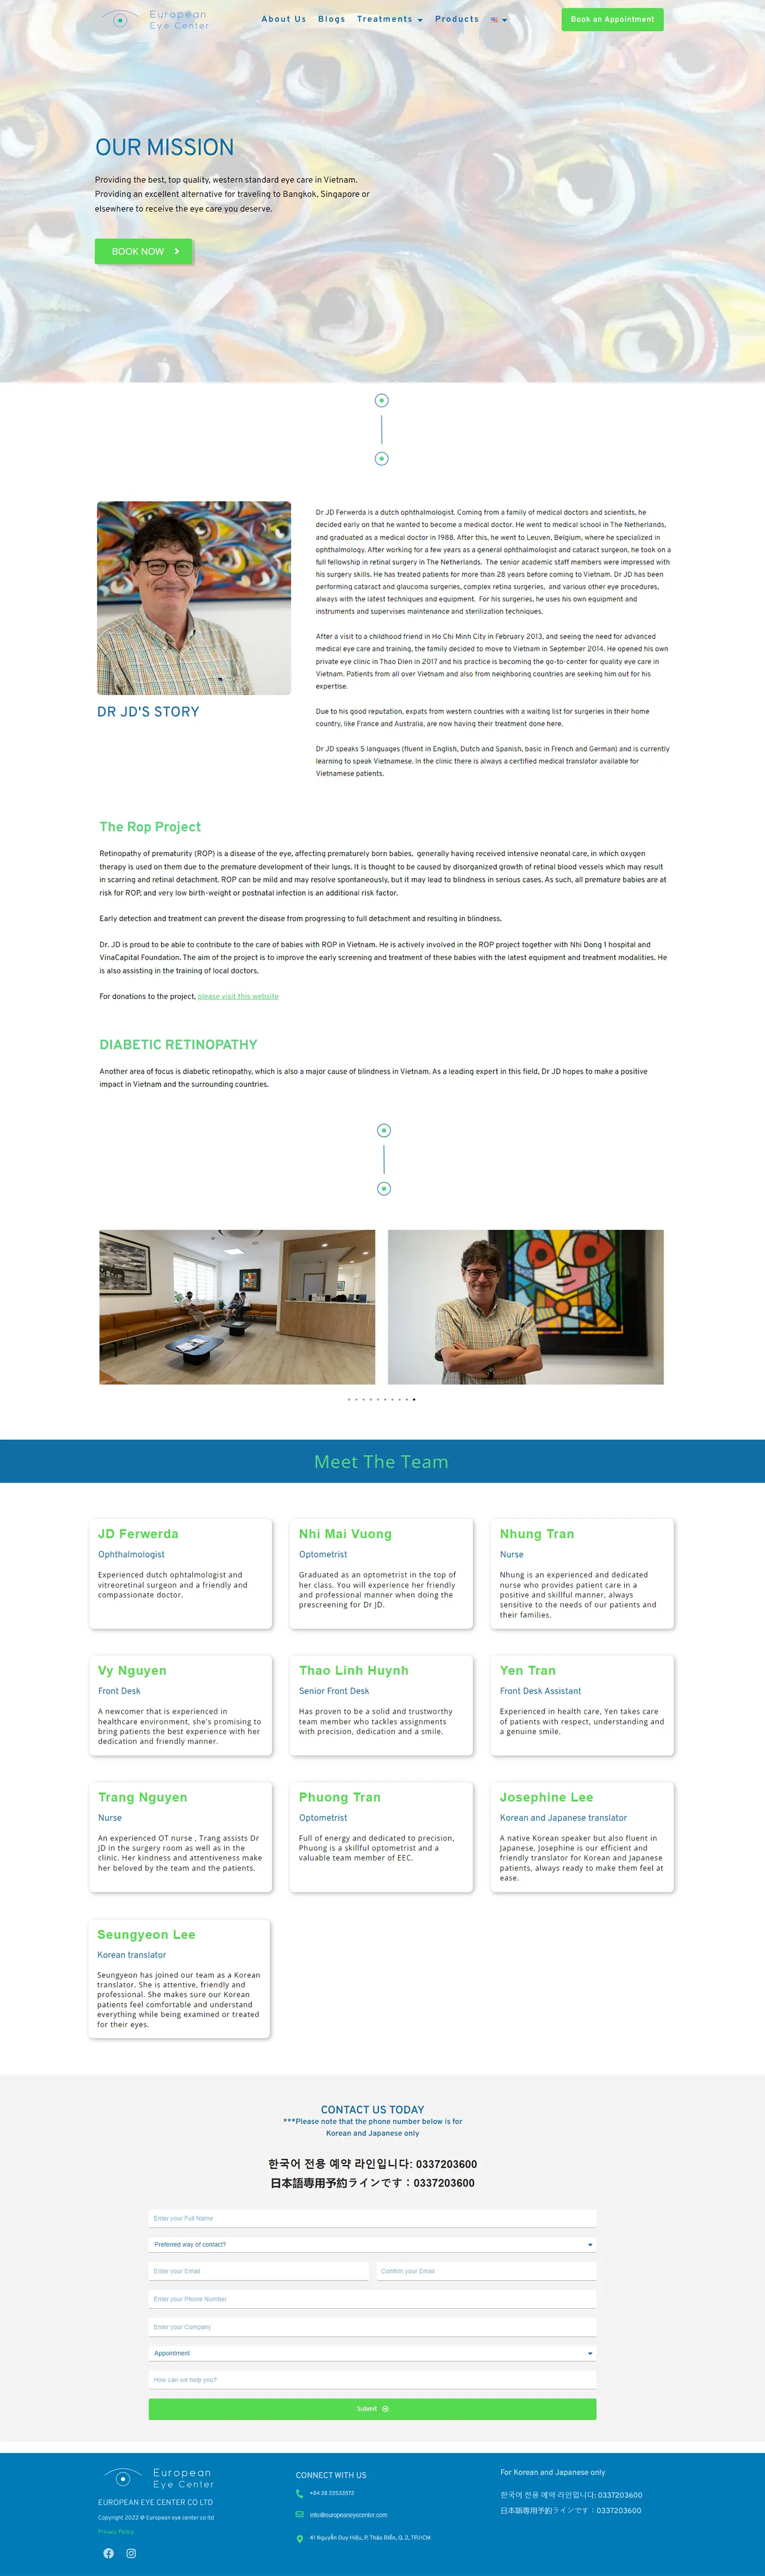 European
Eye Center
About Us Blogs Treatments Products
Book an Appointment
OUR MISSION
Providing the best, top quality, western standard eye care in Vietnam.
Providing an excellent alternative for traveling to Bangkok, Singapore or
elsewhere to receive the eye care you deserve.
BOOK NOW
Dr JD Ferwerda is a dutch ophthalmologist. Coming from a family of medical doctors and scientists, he
decided early on that he wanted to become a medical doctor. He went to medical school in The Netherlands,
and graduated as a medical doctor in 1988. After this, he went to Leuven, Belgium, where he specialized in
ophthalmology. After working for a few years as a general ophthalmologist and cataract surgeon, he took on a
full fellowship in retinal surgery in The Netherlands. The senior academic staff members were impressed with
his surgery skills. He has treated patients for more than 28 years before coming to Vietnam. Dr JD has been
performing cataract and glaucoma surgeries, complex retina surgeries, and various other eye procedures,
always with the latest techniques and equipment. For his surgeries, he uses his own equipment and
instruments and supervises maintenance and sterilization techniques.
After a visit to a childhood friend in Ho Chi Minh City in February 2013, and seeing the need for advanced
medical eye care and training, the family decided to move to Vietnam in September 2014. He opened his own
private eye clinic in Thao Dien in 2017 and his practice is becoming the go-to-center for quality eye care in
Vietnam. Patients from all over Vietnam and also from neighboring countries are seeking him out for his
expertise.
Due to his good reputation, expats from western countries with a waiting list for surgeries in their home
country, like France and Australia, are now having their treatment done here.
Dr JD speaks 5 languages (fluent in English, Dutch and Spanish, basic in French and German) and is currently
learning to speak Vietnamese. In the clinic there is always a certified medical translator available for
Vietnamese patients.
DR JD'S STORY
The Rop Project
Retinopathy of prematurity (ROP) is a disease of the eye, affecting prematurely born babies, generally having received intensive neonatal care, in which oxygen
therapy is used on them due to the premature development of their lungs. It is thought to be caused by disorganized growth of retinal blood vessels which may result
in scarring and retinal detachment. ROP can be mild and may resolve spontaneously, but it may lead to blindness in serious cases. As such, all premature babies are at
risk for ROP, and very low birth-weight or postnatal infection is an additional risk factor.
Early detection and treatment can prevent the disease from progressing to full detachment and resulting in blindness.
Dr. JD is proud to be able to contribute to the care of babies with ROP in Vietnam. He is actively involved in the ROP project together with Nhi Dong 1 hospital and
VinaCapital Foundation. The aim of the project is to improve the early screening and treatment of these babies with the latest equipment and treatment modalities. He
is also assisting in the training of local doctors.
For donations to the project, please visit this website
DIABETIC RETINOPATHY
Another area of focus is diabetic retinopathy, which is also a major cause of blindness in Vietnam. As a leading expert in this field, Dr JD hopes to make a positive
impact in Vietnam and the surrounding countries.
Meet The Team
JD Ferwerda
Ophthalmologist
Experienced dutch ophtalmologist and
vitreoretinal surgeon and a friendly and
compassionate doctor.
Nhi Mai Vuong
Optometrist
Graduated as an optometrist in the top of
her class. You will experience her friendly
and professional manner when doing the
prescreening for Dr JD.
Nhung Tran
Nurse
Nhung is an experienced and dedicated
nurse who provides patient care in a
positive and skillful manner, always
sensitive to the needs of our patients and
their families.
Vy Nguyen
Front Desk
A newcomer that is experienced in
healthcare environment, she's promising to
bring patients the best experience with her
dedication and friendly manner.
Thao Linh Huynh
Senior Front Desk
Has proven to be a solid and trustworthy
team member who tackles assignments
with precision, dedication and a smile.
Yen Tran
Front Desk Assistant
Experienced in health care, Yen takes care
of patients with respect, understanding and
a genuine smile.
Trang Nguyen
Nurse
An experienced OT nurse , Trang assists Dr
JD in the surgery room as well as in the
clinic. Her kindness and attentiveness make
her beloved by the team and the patients.
Phuong Tran
Optometrist
Full of energy and dedicated to precision,
Phuong is a skillful optometrist and a
valuable team member of EEC.
Josephine Lee
Korean and Japanese translator
A native Korean speaker but also fluent in
Japanese, Josephine is our efficient and
friendly translator for Korean and Japanese
patients, always ready to make them feel at
ease.
Seungyeon Lee
Korean translator
Seungyeon has joined our team as a Korean
translator. She is attentive, friendly and
professional. She makes sure our Korean
patients feel comfortable and understand
everything while being examined or treated
for their eyes.
CONTACT US TODAY
***Please note that the phone number below is for
Korean and Japanese only
한국어 전용 예약 라인입니다: 0337203600
日本語専用予約ラインです：0337203600
Enter your Full Name
Preferred way of contact?
Enter your Email Confirm your Email
Enter your Phone Number
Enter your Company
Appointment
How can we help you?
Submit
European
Eye Center
EUROPEAN EYE CENTER CO LTD
Copyright 2022 @ European eye center co ltd
Privacy Policy
CONNECT WITH US
+84 28 22533572
info@europeaneyecenter.com
41 Nguyễn Duy Hiệu, P. Thảo Điền, Q. 2, TP.HCM
For Korean and Japanese only
한국어 전용 예약 라인입니다: 0337203600
日本語専用予約ラインです：0337203600